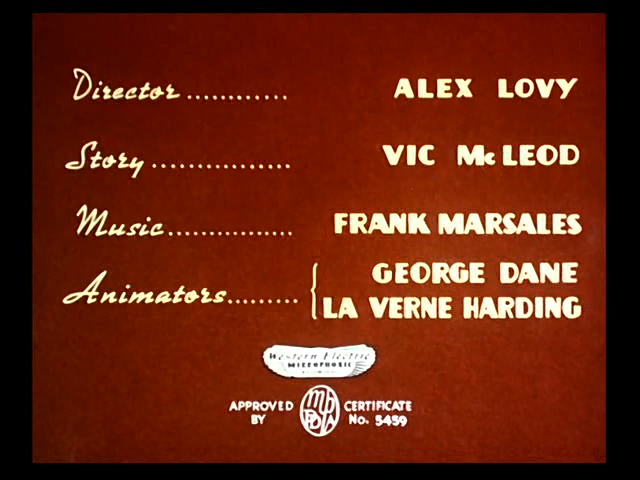 Director ............ ALEX LOVY
Story ................ VIC McLEOD
Music ............... FRANK MARSALES
Animators......... { GEORGE DANE
LA VERNE HARDING
Western Electric
MIRROPHONIC
APPROVED MPPDA CERTIFICATE
BY No. 5459